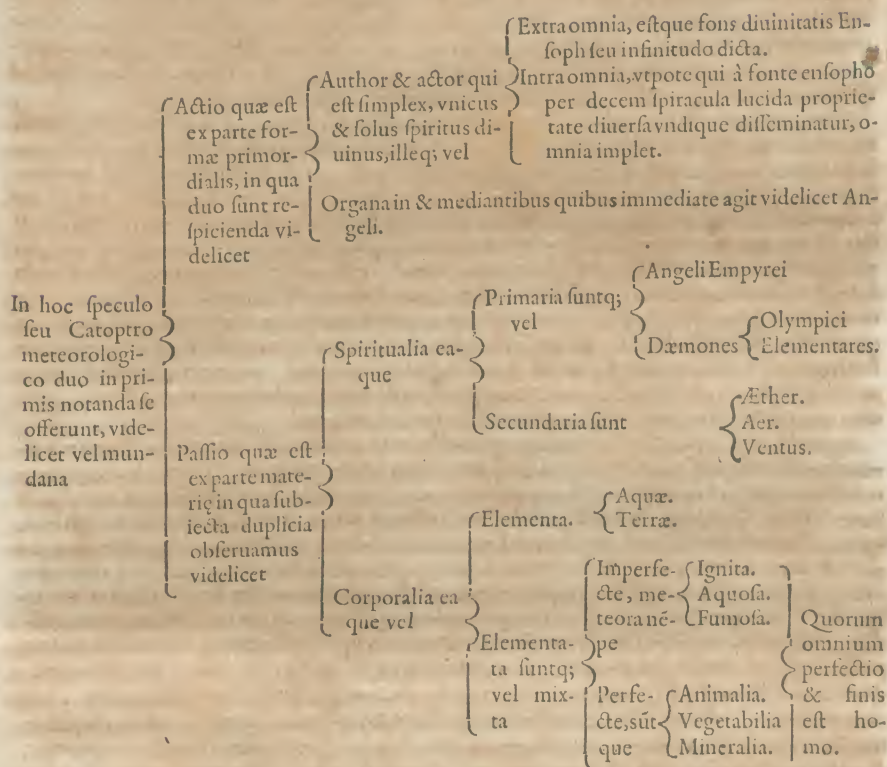 In hoc ſpeculo
ſeu Catoptro
meteorologi-
co duo in pri-
mis notanda ſe
offerunt, vide-
licet vel mun-
dana
Actio quæ eſt
ex parte for-
mæ primor-
dialis, in qua
duo ſunt re-
ſpicienda vi-
delicet
Author & actor qui
eſt ſimplex, vnicus
& ſolus ſpiritus di-
uinus, illeq; vel
Extra omnia, eſtque fons diuinitatis En-
ſoph ſeu infinitudo dicta.
Intra omnia, vtpote qui à fonte enſopho
per decem ſpiracula lucida proprie-
tate diuerſa vndique diſſeminatur, o-
mnia implet.
Organa in & mediantibus quibus immediate agit videlicet An-
geli.
Paſſio quæ eſt
ex parte mate-
rię in qua ſub-
iecta duplicia
obſeruamus
videlicet
Spiritualia ea-
que
Primaria ſuntq;
vel
Angeli Empyrei
Dæmones
Olympici
Elementares.
Secundaria ſunt
Æther.
Aer.
Ventus.
Corporalia ea
que vel
Elementa.
Aquæ.
Terræ.
Elementa-
ta ſuntq;
vel mix-
ta
Imperfe-
cte, me-
teora nē-
pe
Ignita.
Aquoſa.
Fumoſa.
Perfe-
cte, sūt
que
Animalia.
Vegetabilia
Mineralia.
Quorum
omnium
perfectio
& finis
eſt ho-
mo.